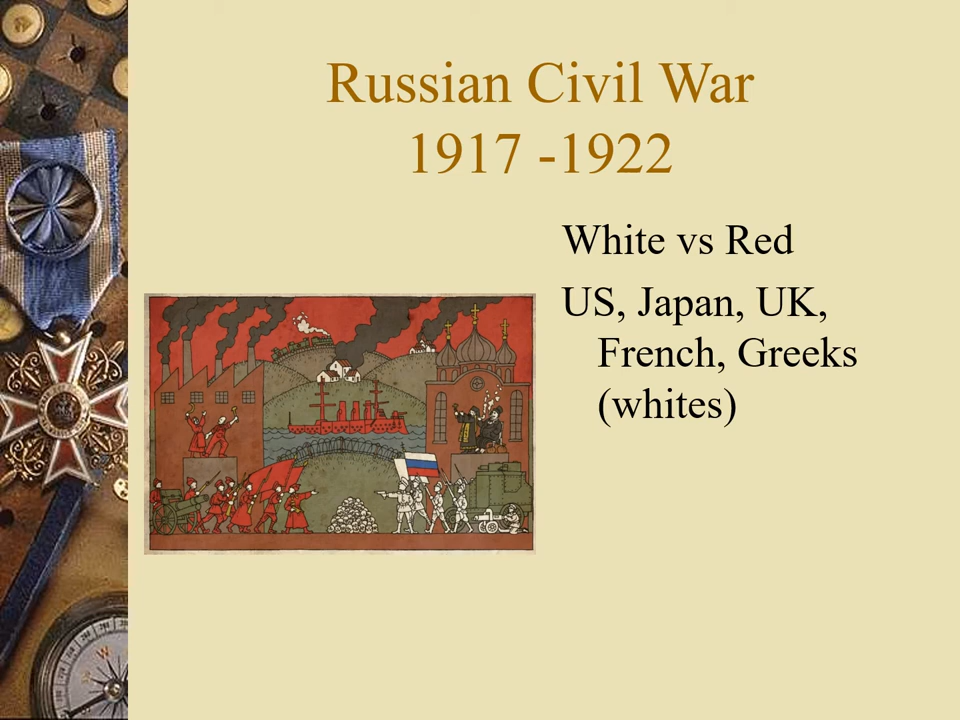 Russian Civil War
1917 -1922
White vs Red
US, Japan, UK,
French, Greeks
(whites)
W